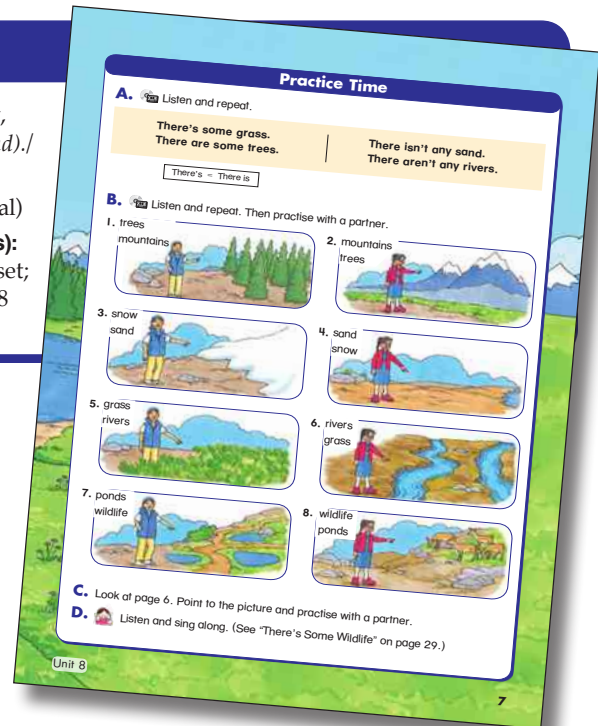 ,
d)./
al)
s):
set;
8
Practice Time
A. Listen and repeat.
There's some grass.
There are some trees.
There isn't any sand.
There aren't any rivers.
There's = There is
B. Listen and repeat. Then practise with a partner.
1. trees
mountains
2. mountains
trees
3. snow
sand
4. sand
snow
5. grass
rivers
6. rivers
grass
7. ponds
wildlife
8. wildlife
ponds
C. Look at page 6. Point to the picture and practise with a partner.
D. Listen and sing along. (See "There's Some Wildlife" on page 29.)
Unit 8
7